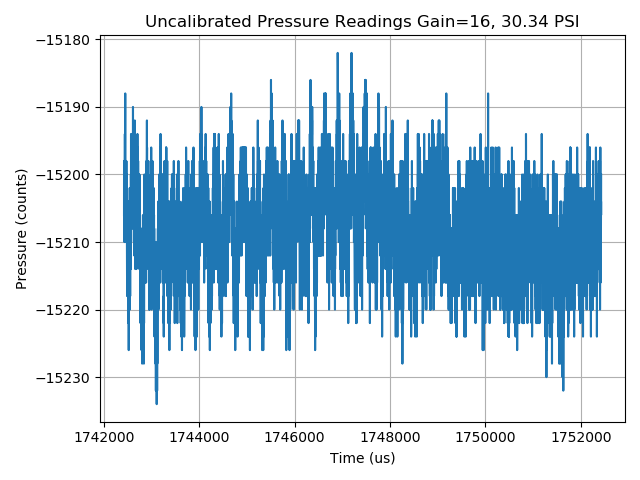 Uncalibrated Pressure Readings Gain=16, 30.34 PSI
−15180
−15190
−15200
−15210
−15220
−15230
Pressure (counts)
1742000 1744000 1746000 1748000 1750000 1752000
Time (us)